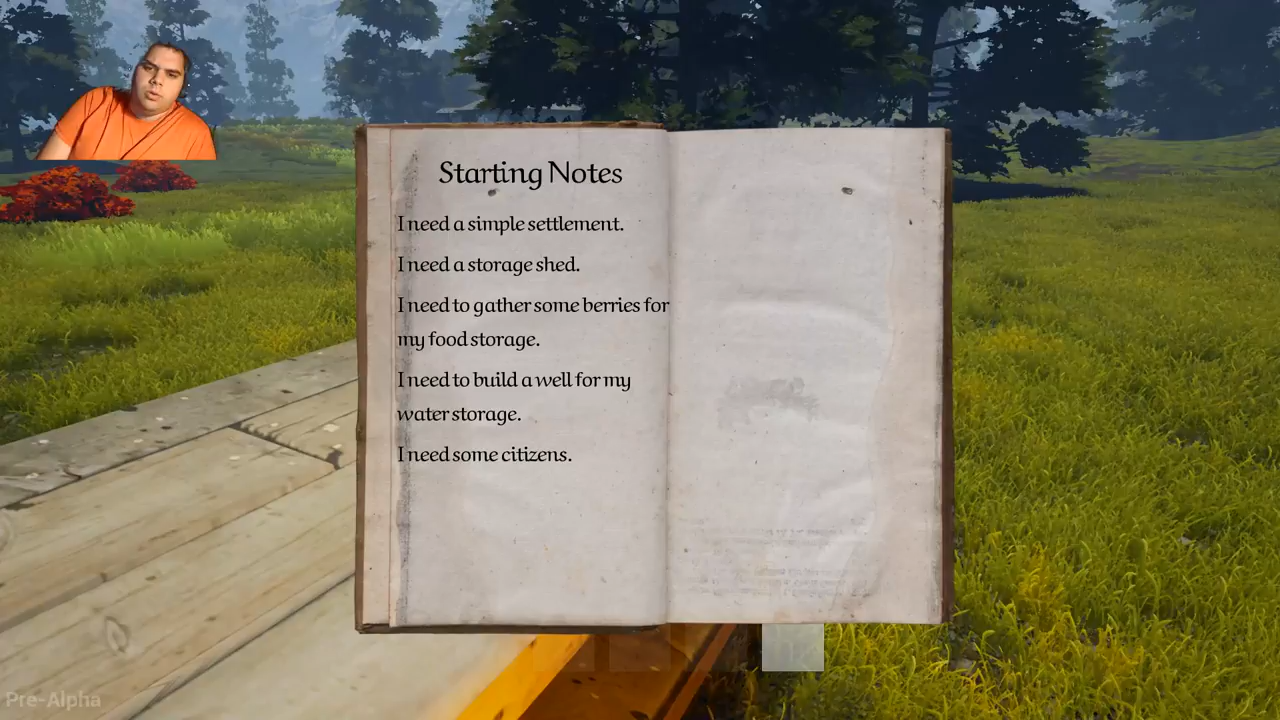 Starting Notes
I need a simple settlement.
I need a storage shed.
I need to gather some berries for
my food storage.
I need to build a well for my
water storage.
I need some citizens.
Pre-Alpha